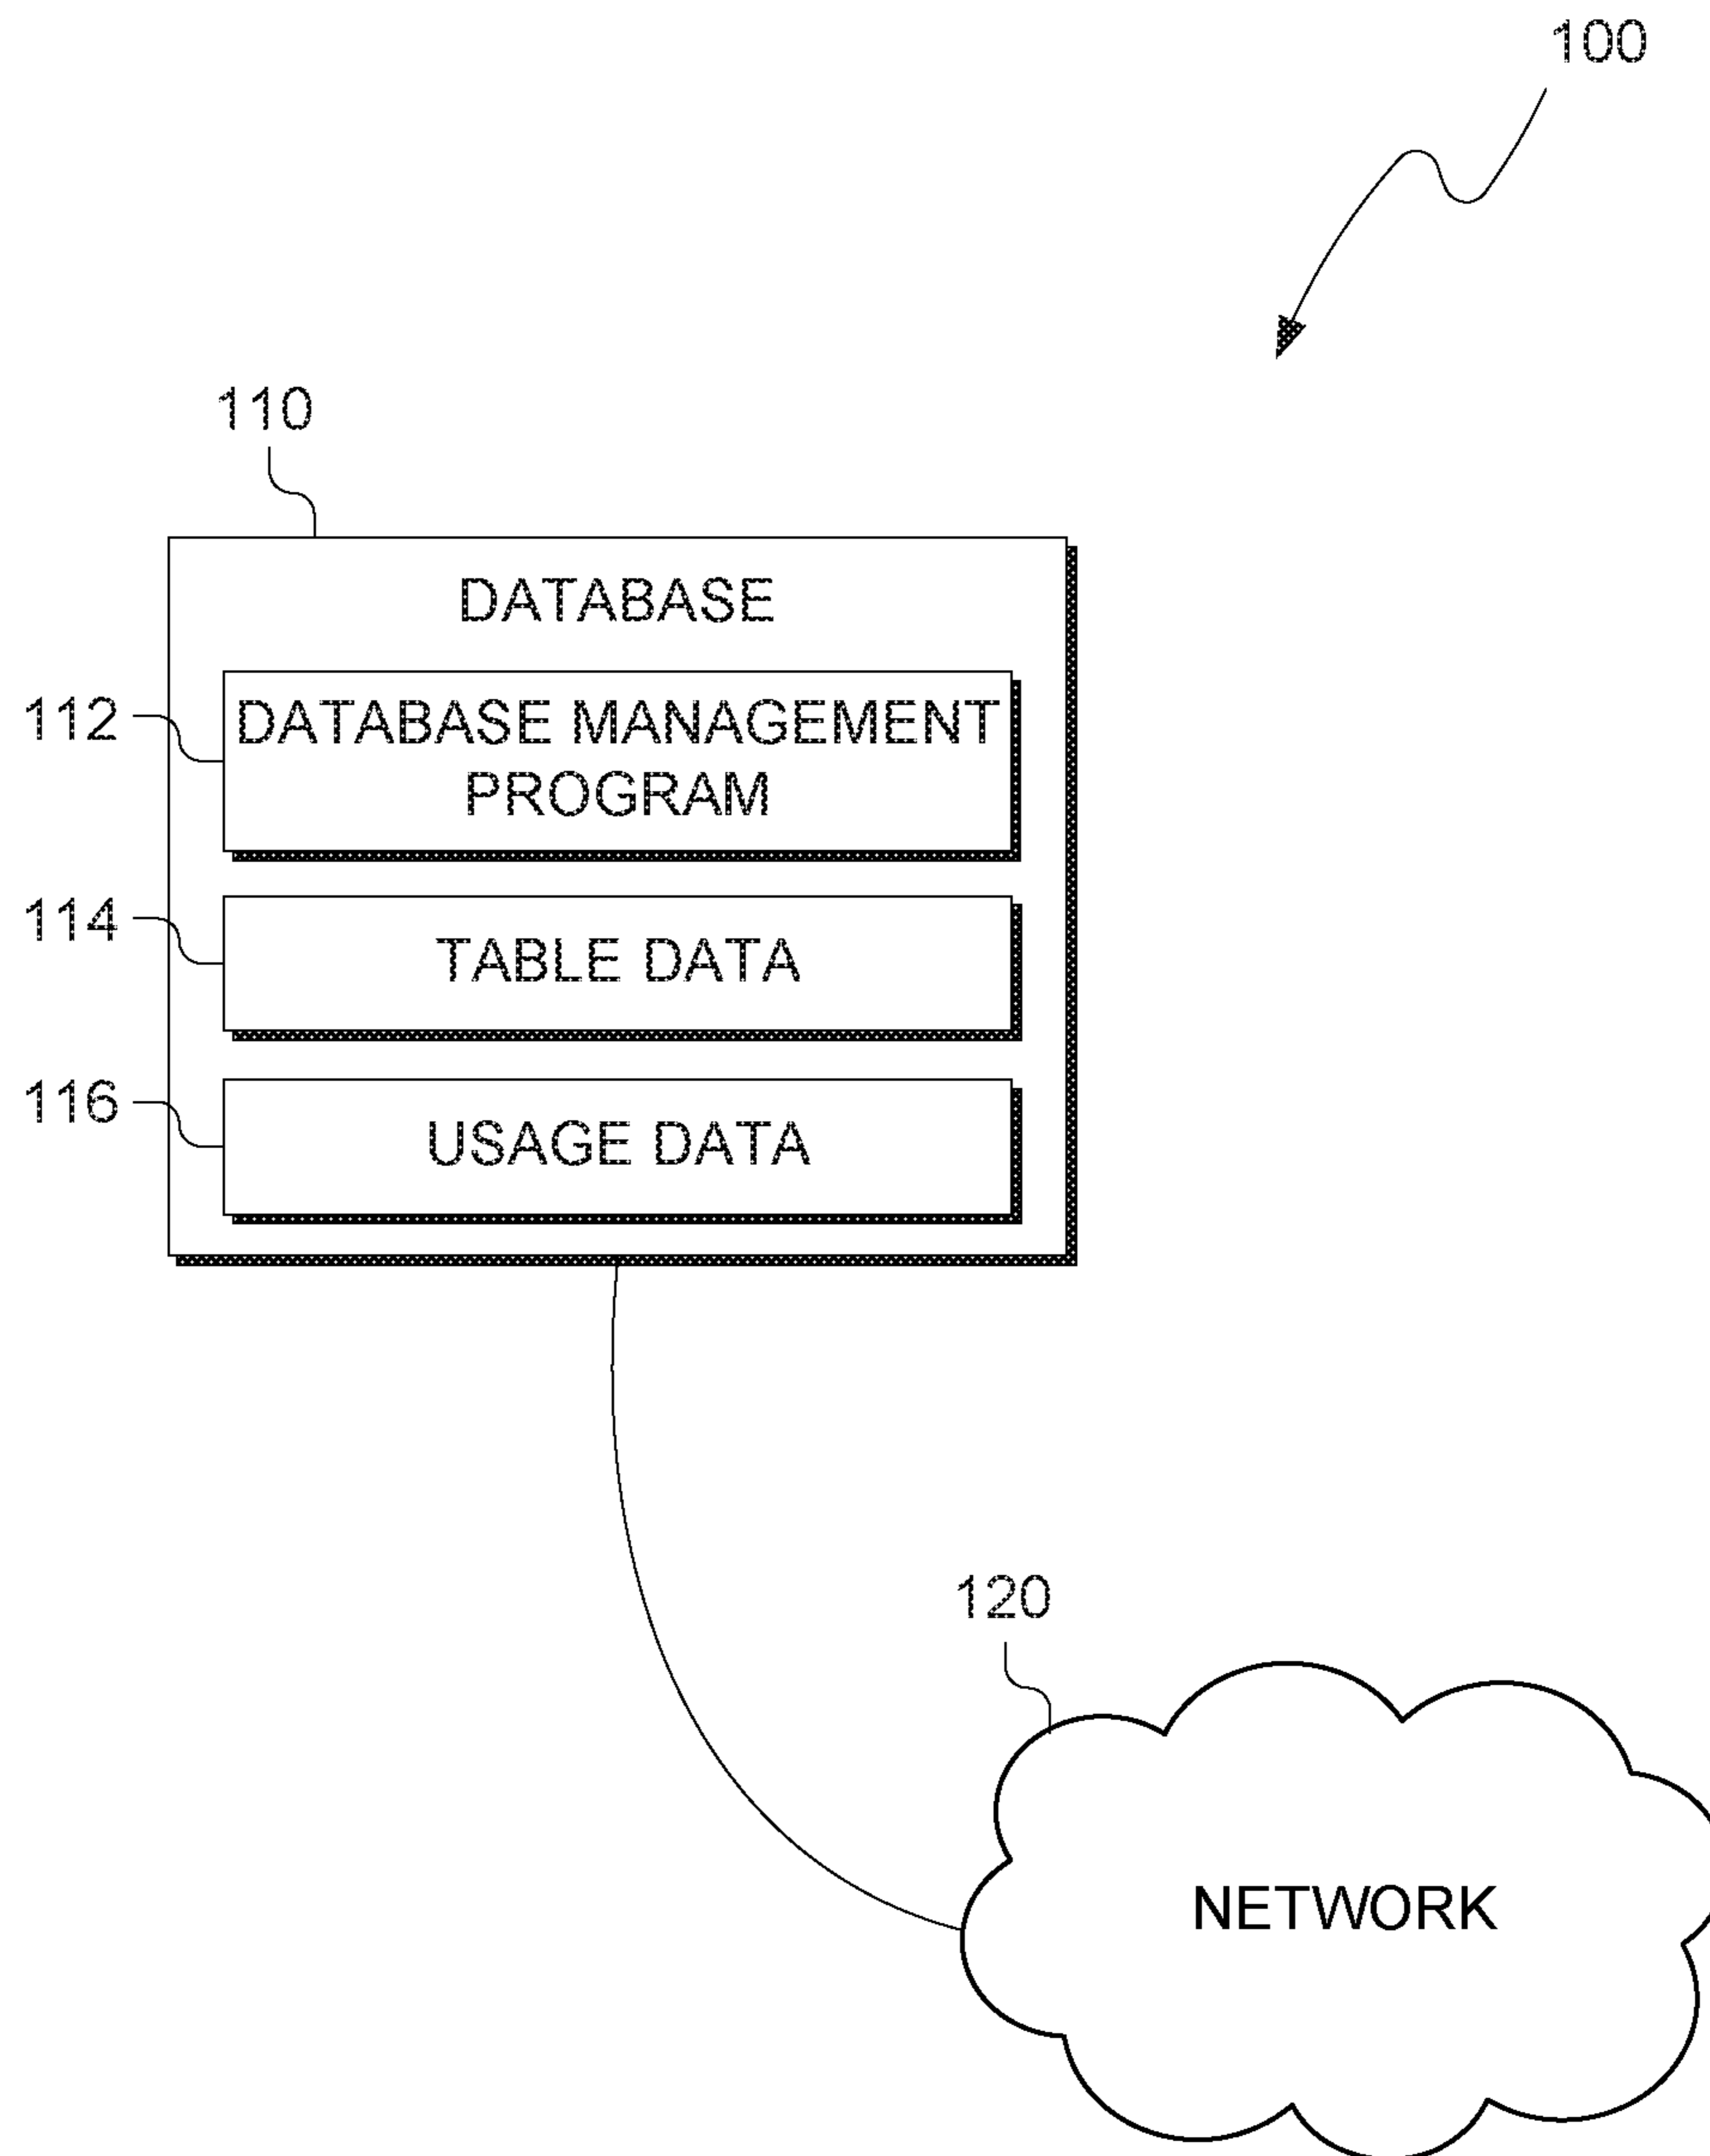 100
110
DATABASE
112
DATABASE MANAGEMENT
PROGRAM
114
TABLE DATA
116
USAGE DATA
120
NETWORK